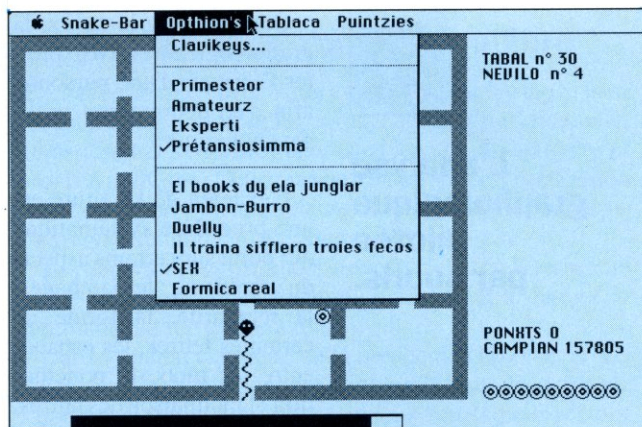 Snake-Bar Opthion's Tablaca Puintzies
Clavikeys...
Primesteor
Amateurz
Eksperti
✓Prétansiosimma
El books dy ela junglar
Jambon-Burro
Duelly
Il traina sifflero troies fecos
✓SEX
Formica real
TABAL n° 30
NEVILO n° 4
PONXTS 0
CAMPIAN 157805